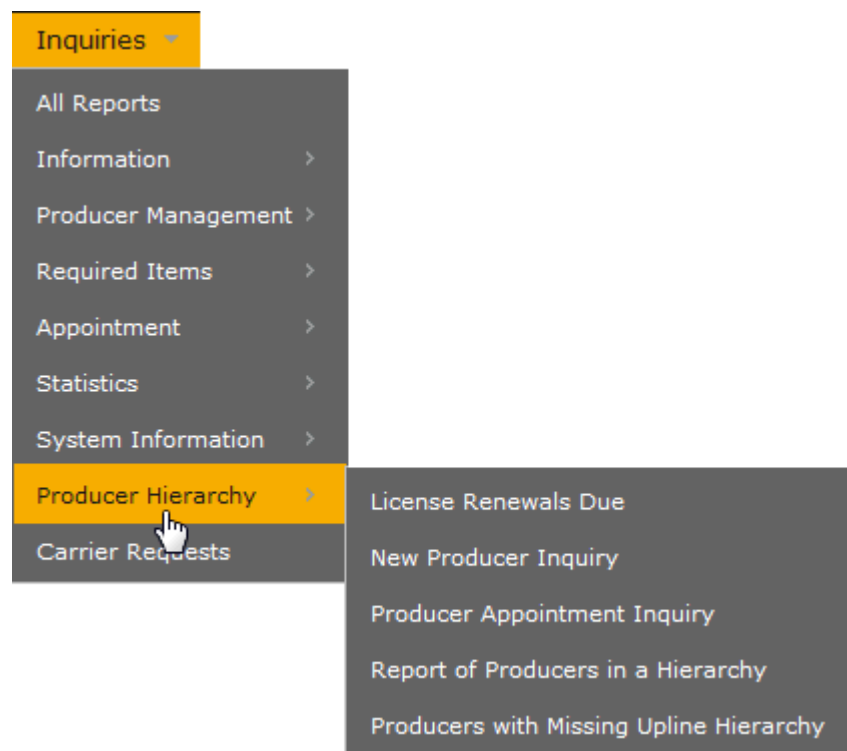 Inquiries
All Reports
Information
Producer Management
Required Items
Appointment
Statistics
System Information
Producer Hierarchy
Carrier Requests
License Renewals Due
New Producer Inquiry
Producer Appointment Inquiry
Report of Producers in a Hierarchy
Producers with Missing Upline Hierarchy